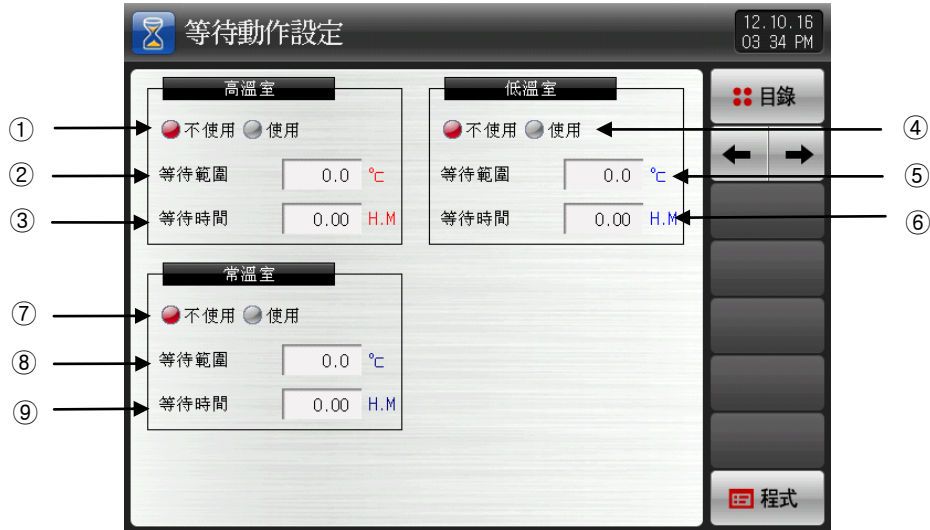 等待動作設定
12.10.16
03 34 PM
高溫室
① 不使用 使用
② 等待範圍 0.0 ℃
③ 等待時間 0.00 H.M
低溫室
不使用 使用 ④
等待範圍 0.0 ℃ ⑤
等待時間 0.00 H.M ⑥
常溫室
⑦ 不使用 使用
⑧ 等待範圍 0.0 ℃
⑨ 等待時間 0.00 H.M
目錄
程式